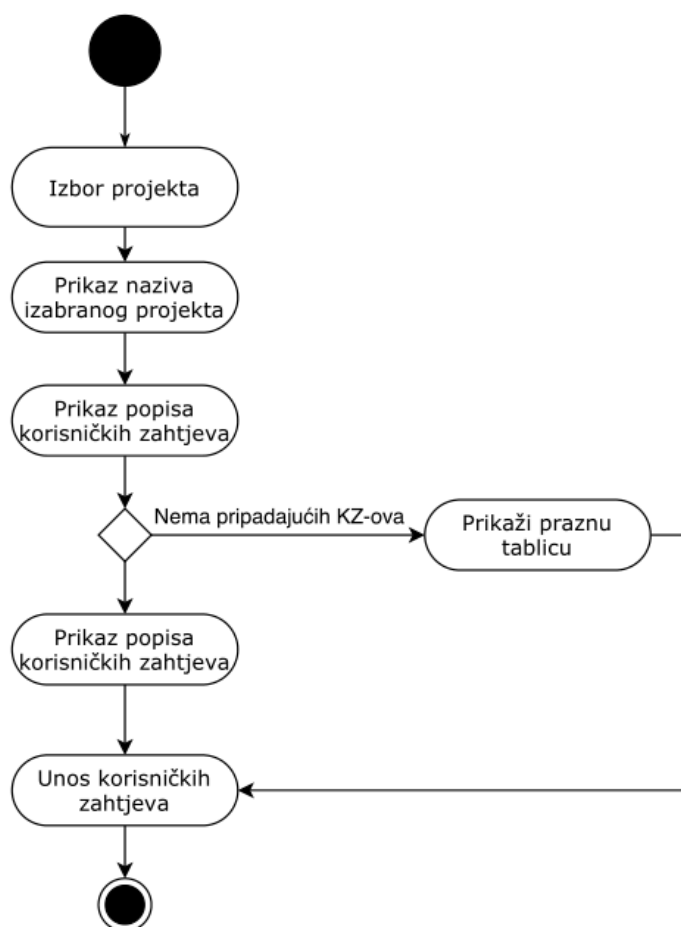 Izbor projekta
Prikaz naziva
izabranog projekta
Prikaz popisa
korisničkih zahtjeva
Nema pripadajućih KZ-ova
Prikaži praznu
tablicu
Prikaz popisa
korisničkih zahtjeva
Unos korisničkih
zahtjeva